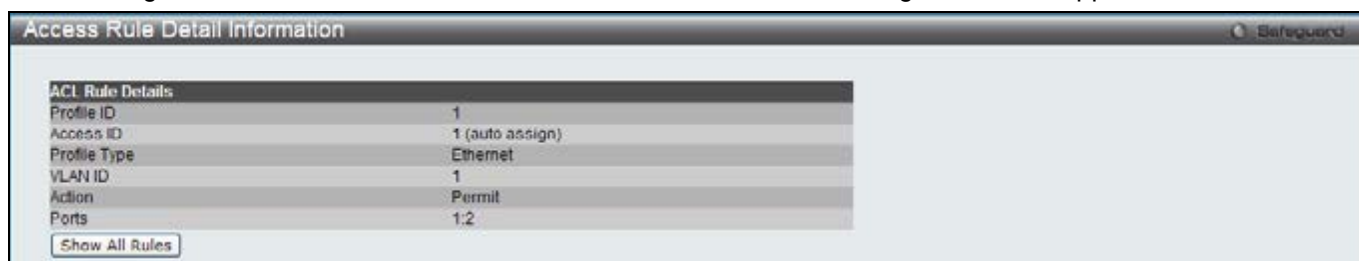 Access Rule Detail Information
Safeguard
ACL Rule Details
Profile ID 1
Access ID 1 (auto assign)
Profile Type Ethernet
VLAN ID 1
Action Permit
Ports 1:2
Show All Rules